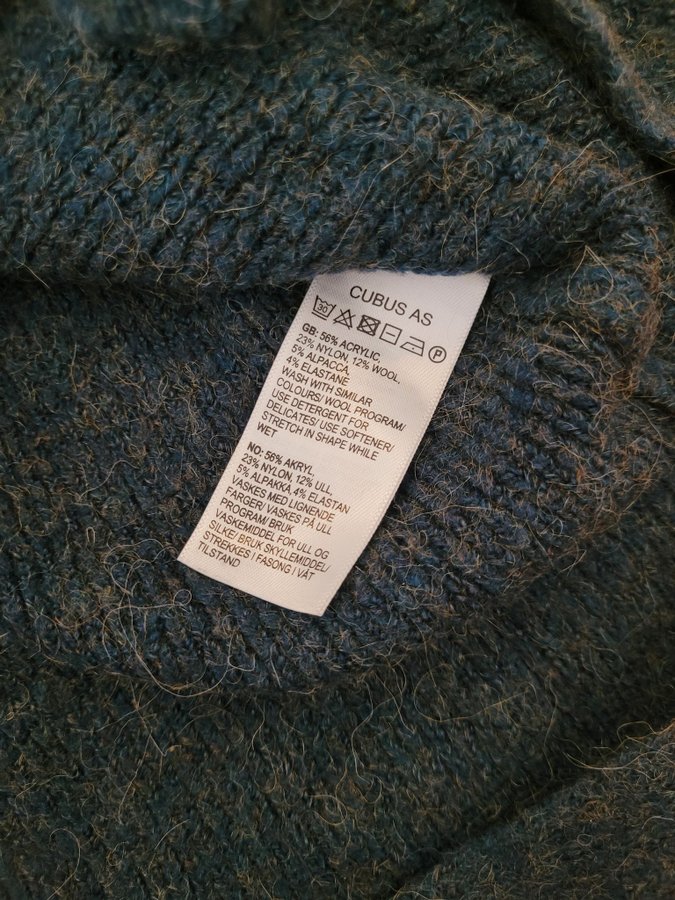 CUBUS AS
30 P
GB: 56% ACRYLIC,
23% NYLON, 12% WOOL,
5% ALPACCA,
4% ELASTANE
WASH WITH SIMILAR
COLOURS/ WOOL PROGRAM/
USE DETERGENT FOR
DELICATES/ USE SOFTENER/
STRETCH IN SHAPE WHILE
WET
NO: 56% AKRYL,
23% NYLON, 12% ULL,
5% ALPAKKA, 4% ELASTAN
VASKES MED LIGNENDE
FARGER/ VASKES PÅ ULL
PROGRAM/ BRUK
VASKEMIDDEL FOR ULL OG
SILKE/ BRUK SKYLLEMIDDEL/
STREKKES I FASONG I VÅT
TILSTAND